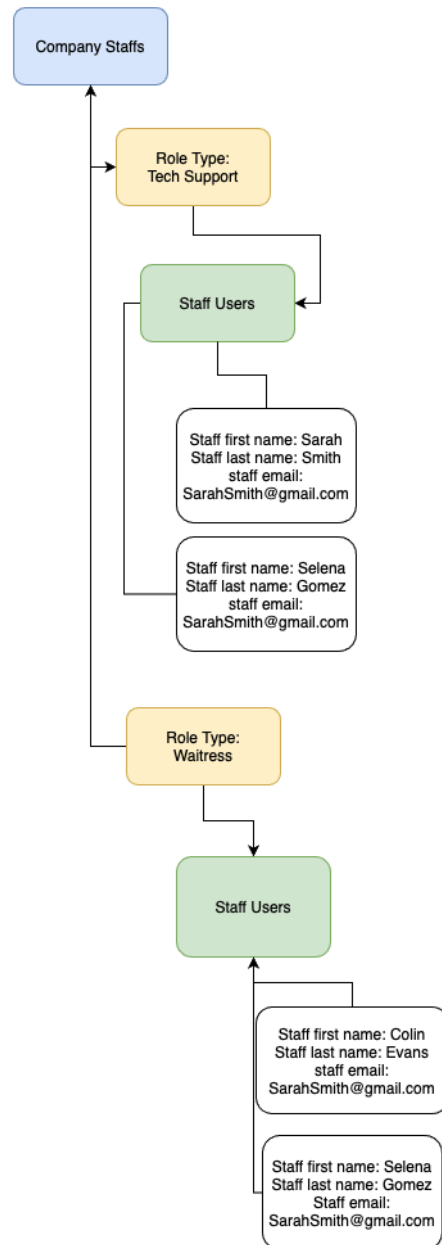 Company Staffs
Role Type:
Tech Support
Staff Users
Staff first name: Sarah
Staff last name: Smith
staff email:
SarahSmith@gmail.com
Staff first name: Selena
Staff last name: Gomez
staff email:
SarahSmith@gmail.com
Role Type:
Waitress
Staff Users
Staff first name: Colin
Staff last name: Evans
staff email:
SarahSmith@gmail.com
Staff first name: Selena
Staff last name: Gomez
Staff email:
SarahSmith@gmail.com